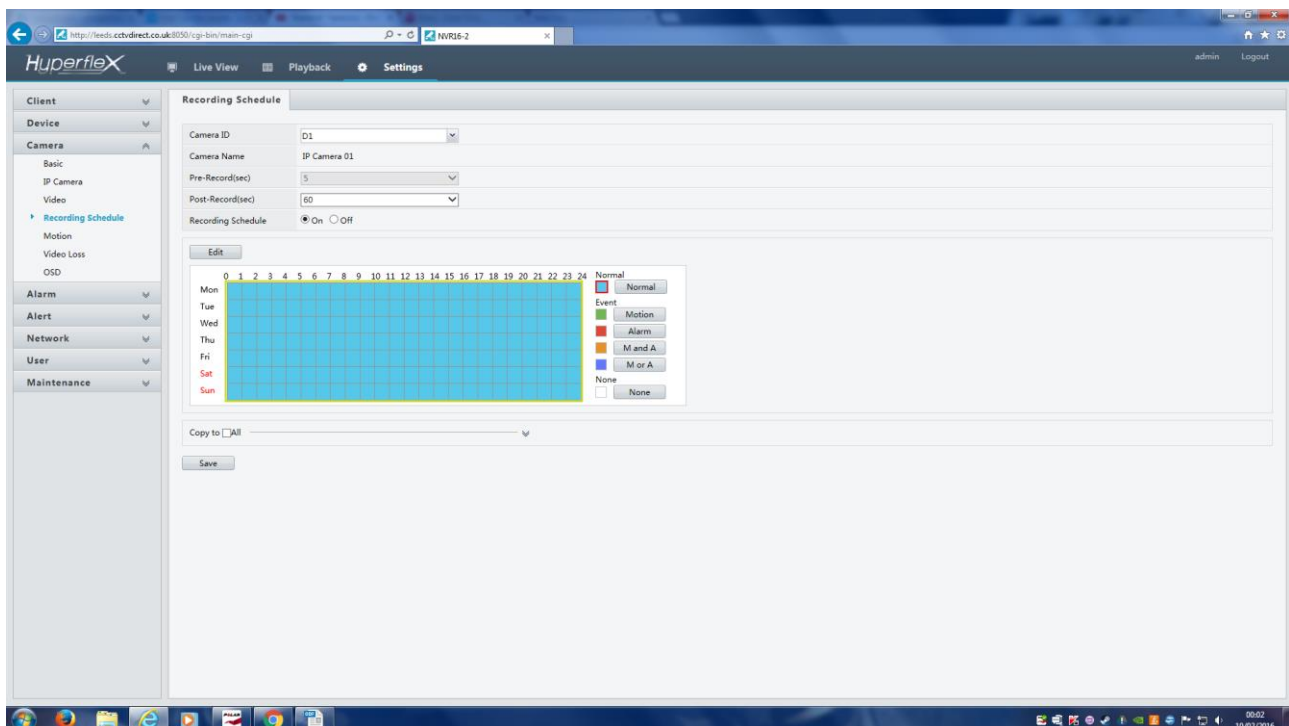 http://leeds.cctvdirect.co.uk:8050/cgi-bin/main-cgi
NVR16-2
HyperfleX
Live View
Playback
Settings
admin
Logout
Client
Device
Camera
Basic
IP Camera
Video
Recording Schedule
Motion
Video Loss
OSD
Alarm
Alert
Network
User
Maintenance
Recording Schedule
Camera ID D1
Camera Name IP Camera 01
Pre-Record(sec) 5
Post-Record(sec) 60
Recording Schedule On Off
Edit
0 1 2 3 4 5 6 7 8 9 10 11 12 13 14 15 16 17 18 19 20 21 22 23 24
Mon
Tue
Wed
Thu
Fri
Sat
Sun
Normal
Normal
Event
Motion
Alarm
M and A
M or A
None
None
Copy to All
Save
00:02
10/02/2016